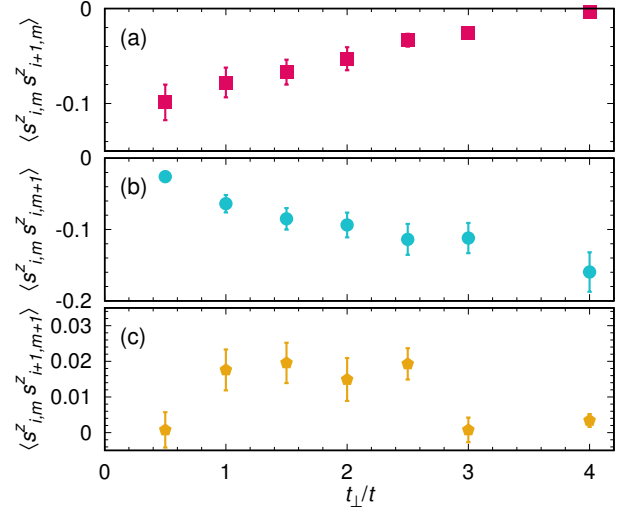 0
(a)
-0.1
⟨s^z_{i,m} s^z_{i+1,m}⟩
0
(b)
-0.1
-0.2
⟨s^z_{i,m} s^z_{i,m+1}⟩
0.03
(c)
0.02
0.01
0
⟨s^z_{i,m} s^z_{i+1,m+1}⟩
0 1 2 3 4
t_⊥/t